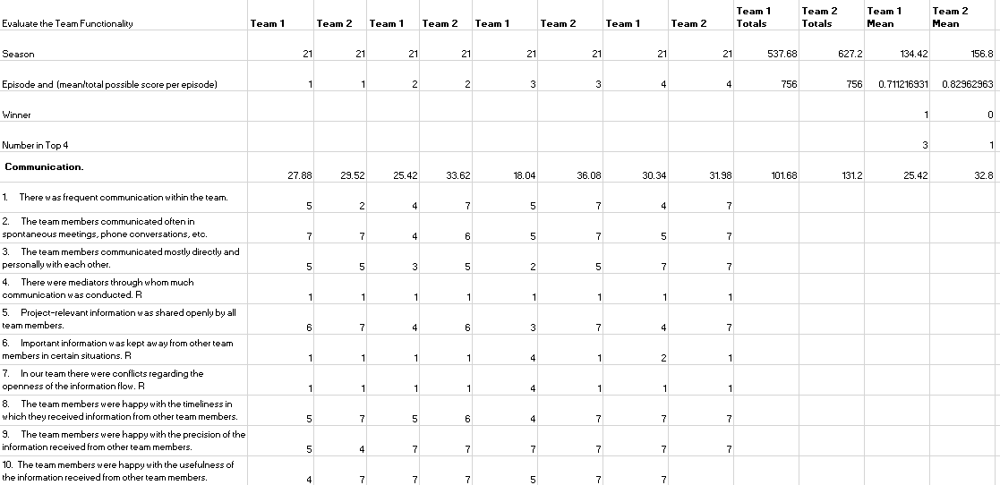 Evaluate the Team Functionality Team 1 Team 2 Team 1 Team 2 Team 1 Team 2 Team 1 Team 2 Team 1 Totals Team 2 Totals Team 1 Mean Team 2 Mean
Season 21 21 21 21 21 21 21 21 537.68 627.2 134.42 156.8
Episode and (mean/total possible score per episode) 1 1 2 2 3 3 4 4 756 756 0.711216931 0.82962963
Winner 1 0
Number in Top 4 3 1
Communication. 27.88 29.52 25.42 33.62 18.04 36.08 30.34 31.98 101.68 131.2 25.42 32.8
1. There was frequent communication within the team. 5 2 4 7 5 7 4 7
2. The team members communicated often in
spontaneous meetings, phone conversations, etc. 7 7 4 6 5 7 5 7
3. The team members communicated mostly directly and
personally with each other. 5 5 3 5 2 5 7 7
4. There were mediators through whom much
communication was conducted. R 1 1 1 1 1 1 1 1
5. Project-relevant information was shared openly by all
team members. 6 7 4 6 3 7 4 7
6. Important information was kept away from other team
members in certain situations. R 1 1 1 1 4 1 2 1
7. In our team there were conflicts regarding the
openness of the information flow. R 1 1 1 1 4 1 1 1
8. The team members were happy with the timeliness in
which they received information from other team members. 5 7 5 6 4 7 7 7
9. The team members were happy with the precision of the
information received from other team members. 5 4 7 7 7 7 7 7
10. The team members were happy with the usefulness of
the information received from other team members. 4 7 7 7 5 7 7